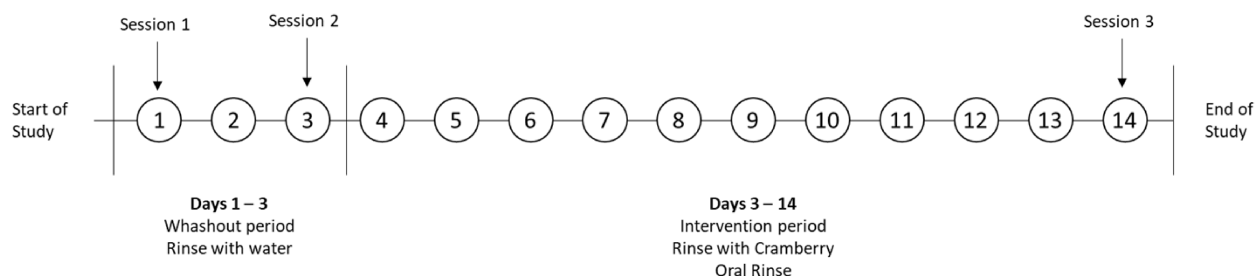 Session 1
Session 2
Session 3
Start of
Study
1
2
3
4
5
6
7
8
9
10
11
12
13
14
End of
Study
Days 1 – 3
Whashout period
Rinse with water
Days 3 – 14
Intervention period
Rinse with Cramberry
Oral Rinse